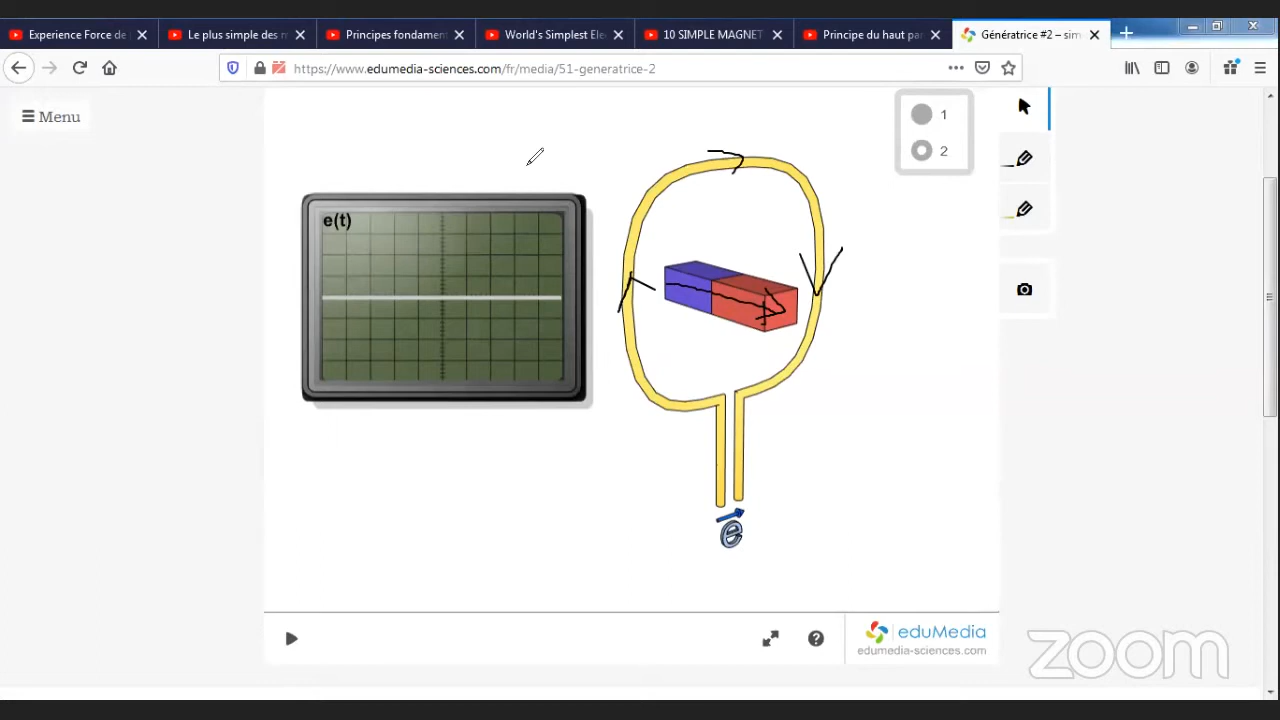 Experience Force de
Le plus simple des m
Principes fondament
World's Simplest Ele
10 SIMPLE MAGNET
Principe du haut pa
Génératrice #2 – sim
https://www.edumedia-sciences.com/fr/media/51-generatrice-2
Menu
1
2
e(t)
e
eduMedia
edumedia-sciences.com
zoom